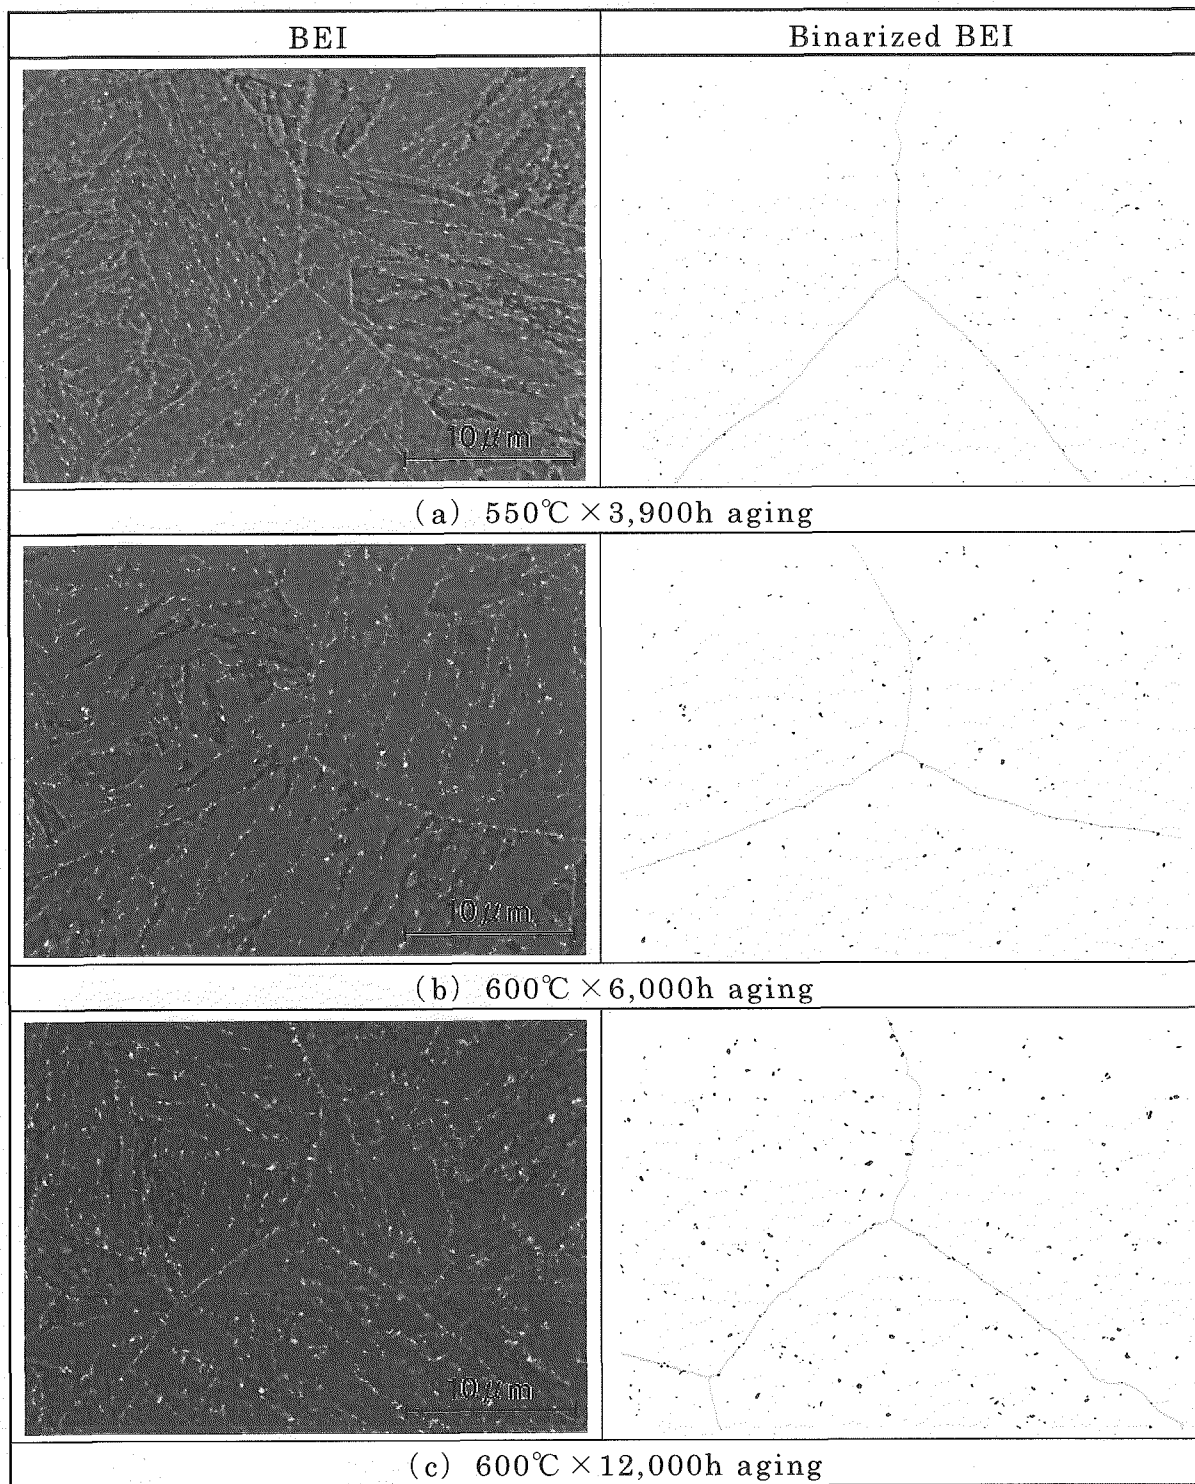 BEI
Binarized BEI
10μm
(a) 550℃×3,900h aging
10μm
(b) 600℃×6,000h aging
10μm
(c) 600℃×12,000h aging